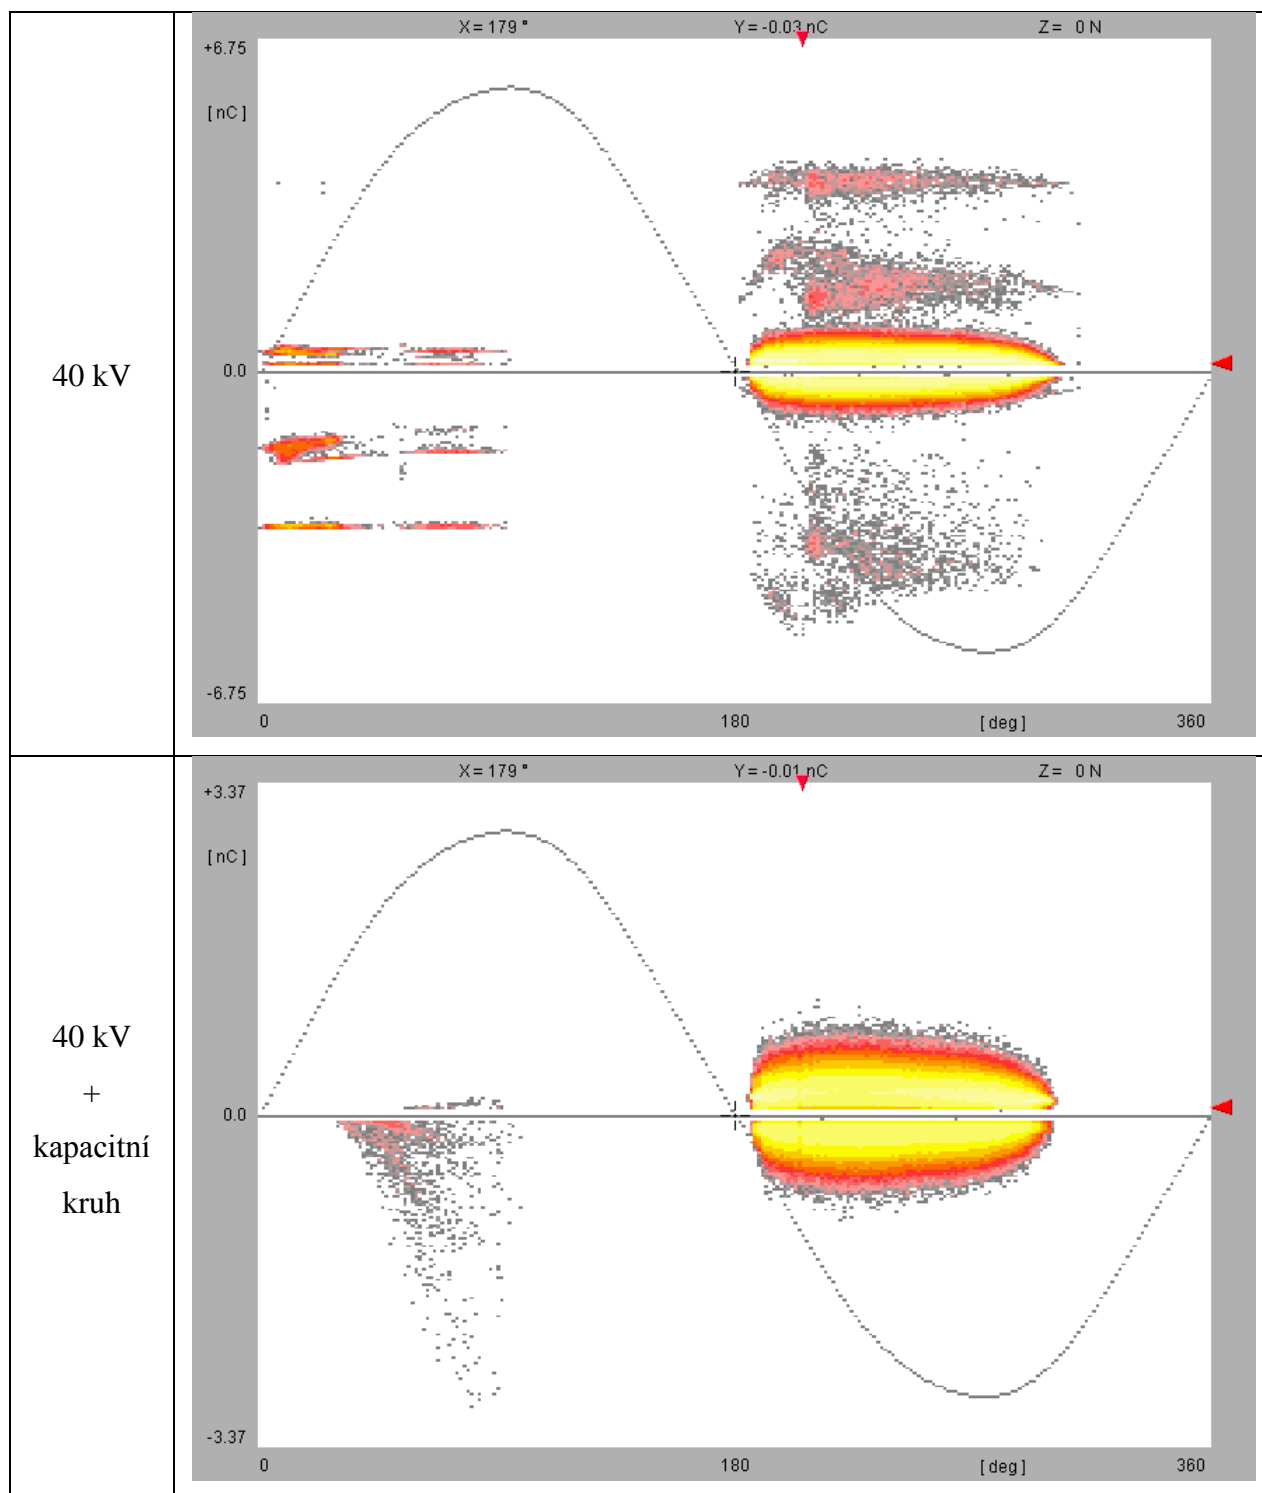 X= 179 ° Y= -0.03 nC Z= 0 N
+6.75
[nC]
40 kV
0.0
-6.75
0 180 [deg] 360
X= 179 ° Y= -0.01 nC Z= 0 N
+3.37
[nC]
40 kV
+
kapacitní
kruh
0.0
-3.37
0 180 [deg] 360